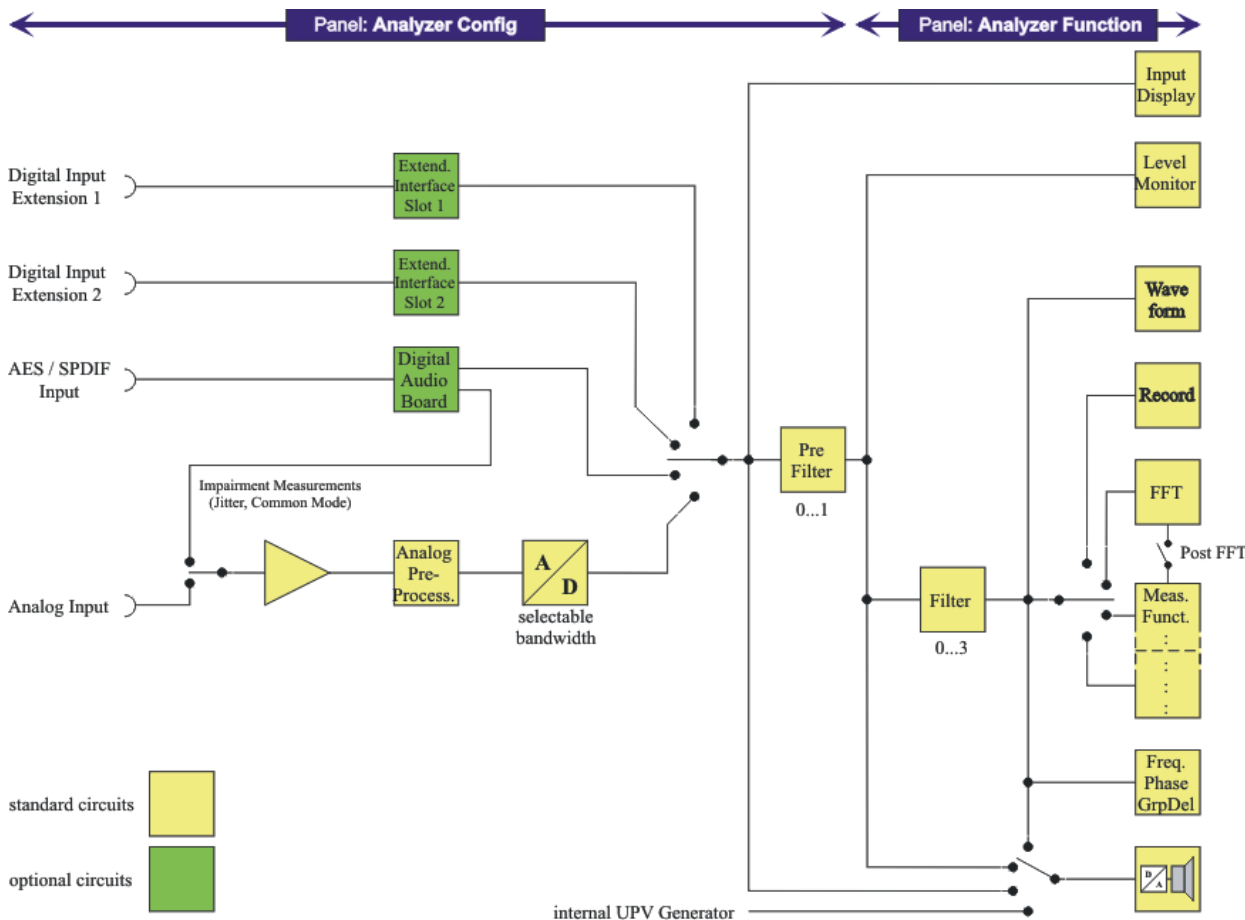 Panel: Analyzer Config
Panel: Analyzer Function
Input
Display
Digital Input
Extension 1
Extend.
Interface
Slot 1
Level
Monitor
Digital Input
Extension 2
Extend.
Interface
Slot 2
Wave
form
AES / SPDIF
Input
Digital
Audio
Board
Record
Pre
Filter
0...1
Impairment Measurements
(Jitter, Common Mode)
FFT
Post FFT
Analog Input
Analog
Pre-
Process.
A
D
selectable
bandwidth
Filter
0...3
Meas.
Funct.
:
:
:
:
Freq.
Phase
GrpDel
standard circuits
optional circuits
D
A
internal UPV Generator